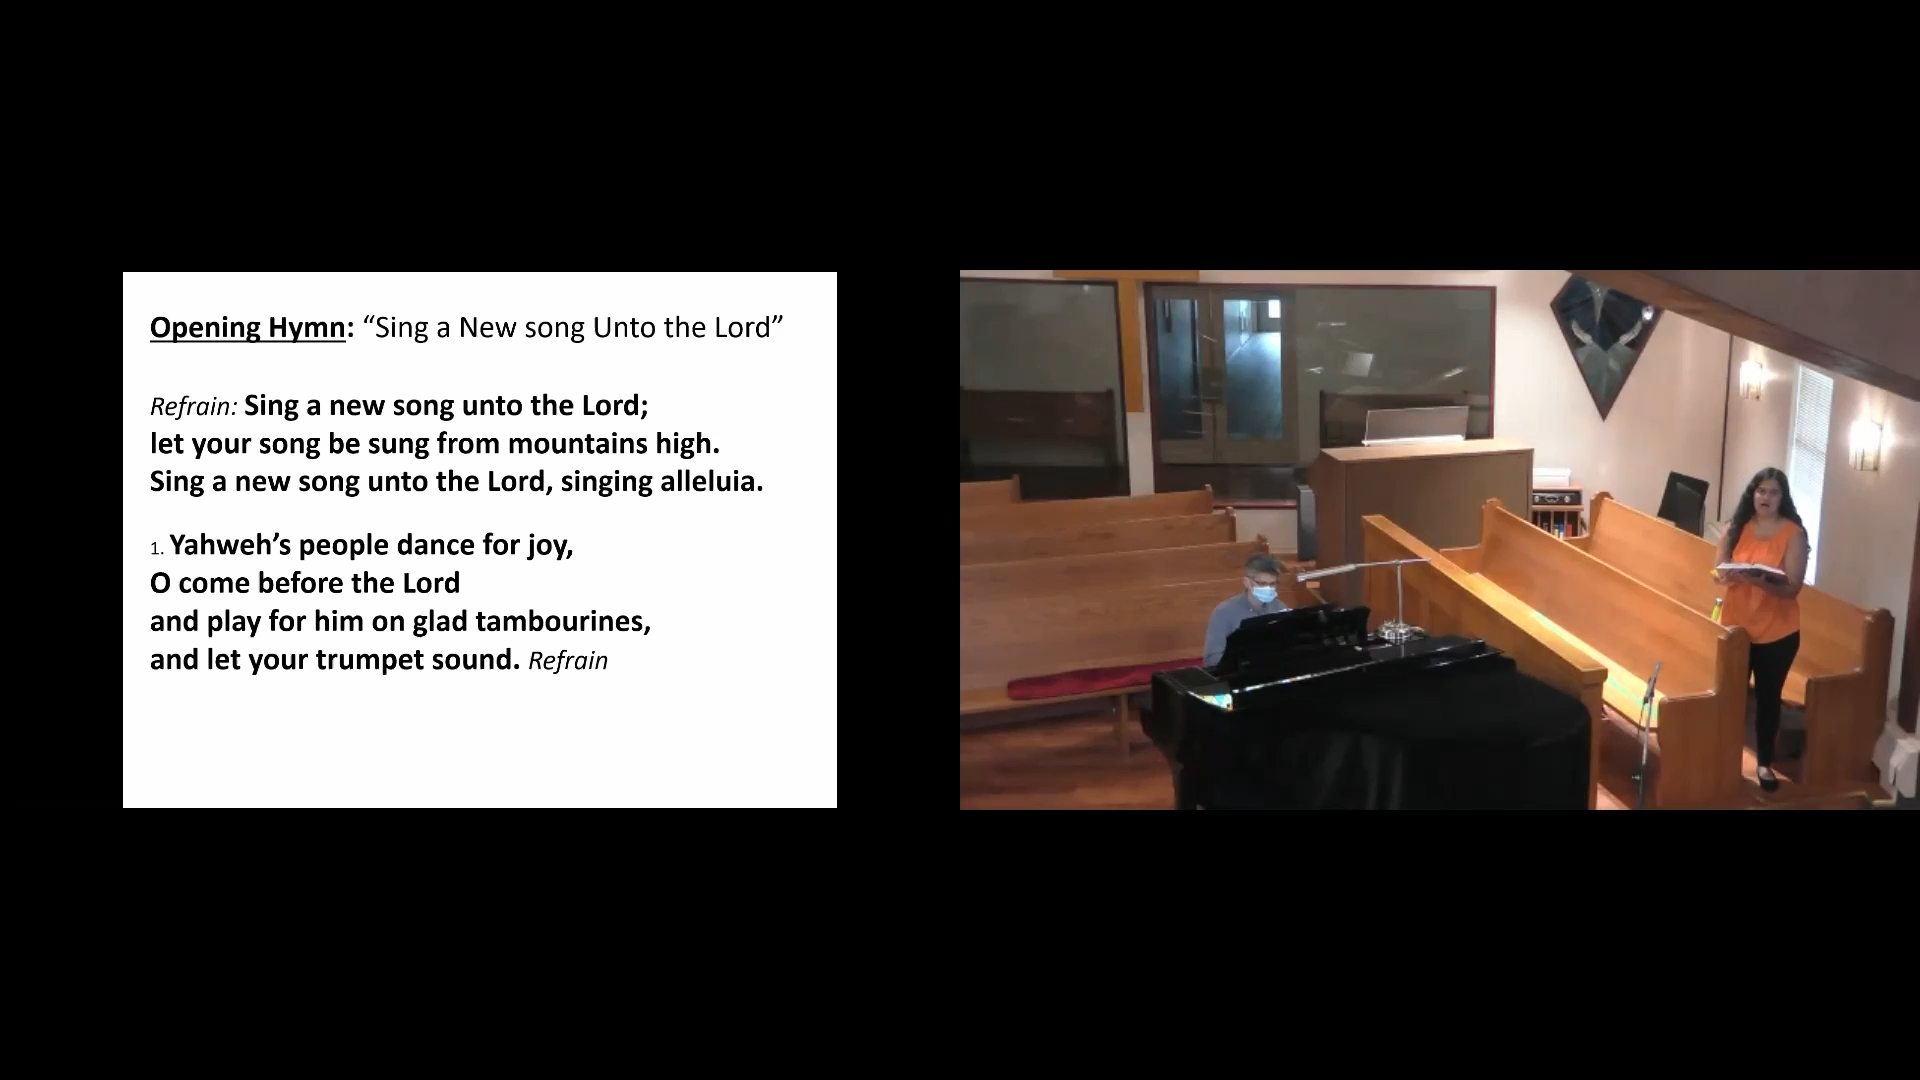 Opening Hymn: “Sing a New song Unto the Lord”
Refrain: Sing a new song unto the Lord;
let your song be sung from mountains high.
Sing a new song unto the Lord, singing alleluia.
1. Yahweh’s people dance for joy,
O come before the Lord
and play for him on glad tambourines,
and let your trumpet sound. Refrain